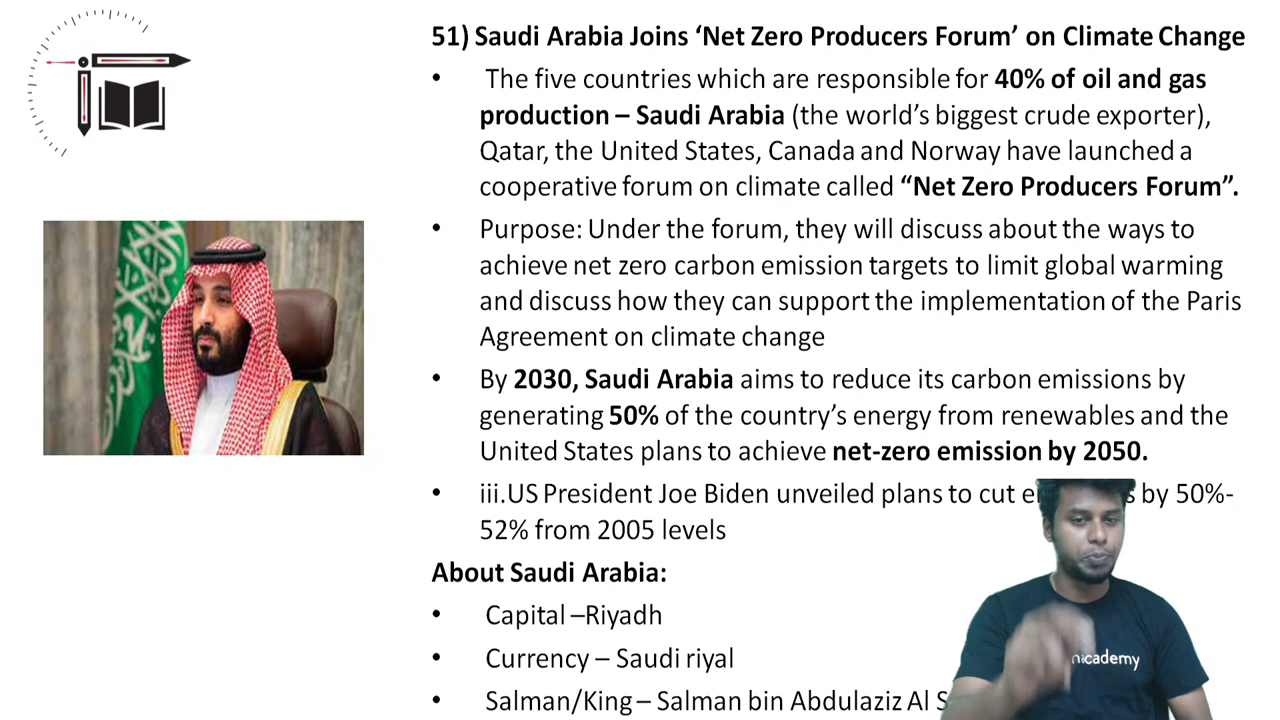 51) Saudi Arabia Joins ‘Net Zero Producers Forum’ on Climate Change
• The five countries which are responsible for 40% of oil and gas
production – Saudi Arabia (the world’s biggest crude exporter),
Qatar, the United States, Canada and Norway have launched a
cooperative forum on climate called “Net Zero Producers Forum”.
• Purpose: Under the forum, they will discuss about the ways to
achieve net zero carbon emission targets to limit global warming
and discuss how they can support the implementation of the Paris
Agreement on climate change
• By 2030, Saudi Arabia aims to reduce its carbon emissions by
generating 50% of the country’s energy from renewables and the
United States plans to achieve net-zero emission by 2050.
• iii.US President Joe Biden unveiled plans to cut by 50%-
52% from 2005 levels
About Saudi Arabia:
• Capital –Riyadh
• Currency – Saudi riyal
nicademy
• Salman/King – Salman bin Abdulaziz Al